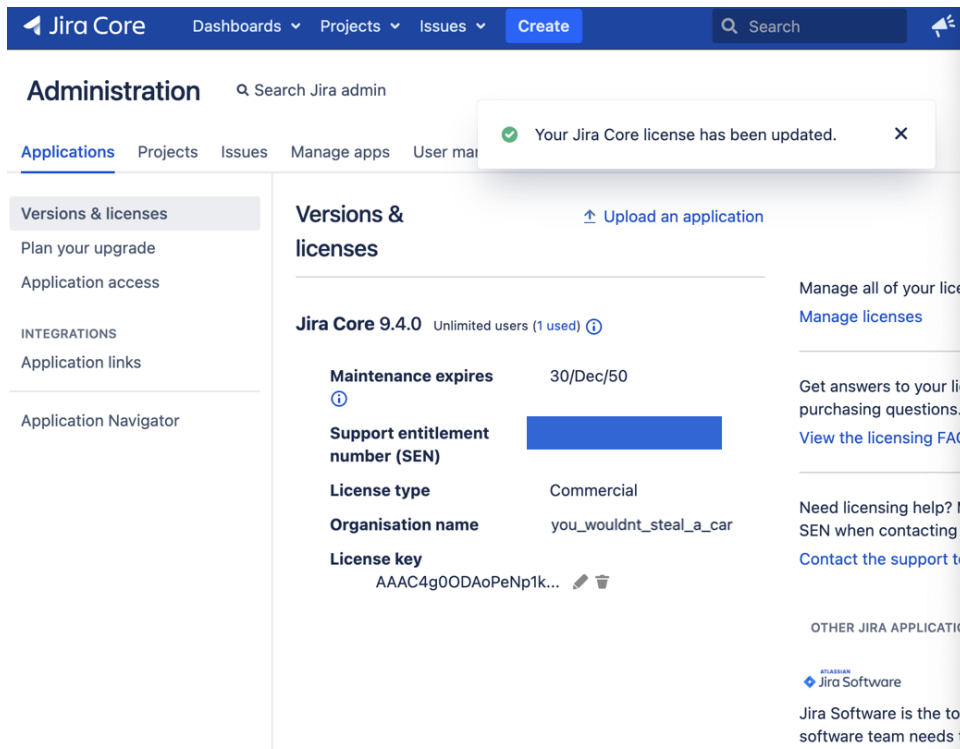 Jira Core Dashboards Projects Issues Create Search
Administration Search Jira admin
Your Jira Core license has been updated.
Applications Projects Issues Manage apps User mar
Versions & licenses
Plan your upgrade
Application access
INTEGRATIONS
Application links
Application Navigator
Versions &
licenses
Upload an application
Jira Core 9.4.0 Unlimited users (1 used)
Maintenance expires 30/Dec/50
Support entitlement
number (SEN)
License type Commercial
Organisation name you_wouldnt_steal_a_car
License key
AAAC4g0ODAoPeNp1k...
Manage all of your lice
Manage licenses
Get answers to your li
purchasing questions.
View the licensing FAC
Need licensing help?
SEN when contacting
Contact the support t
OTHER JIRA APPLICATIO
ATLASSIAN
Jira Software
Jira Software is the to
software team needs